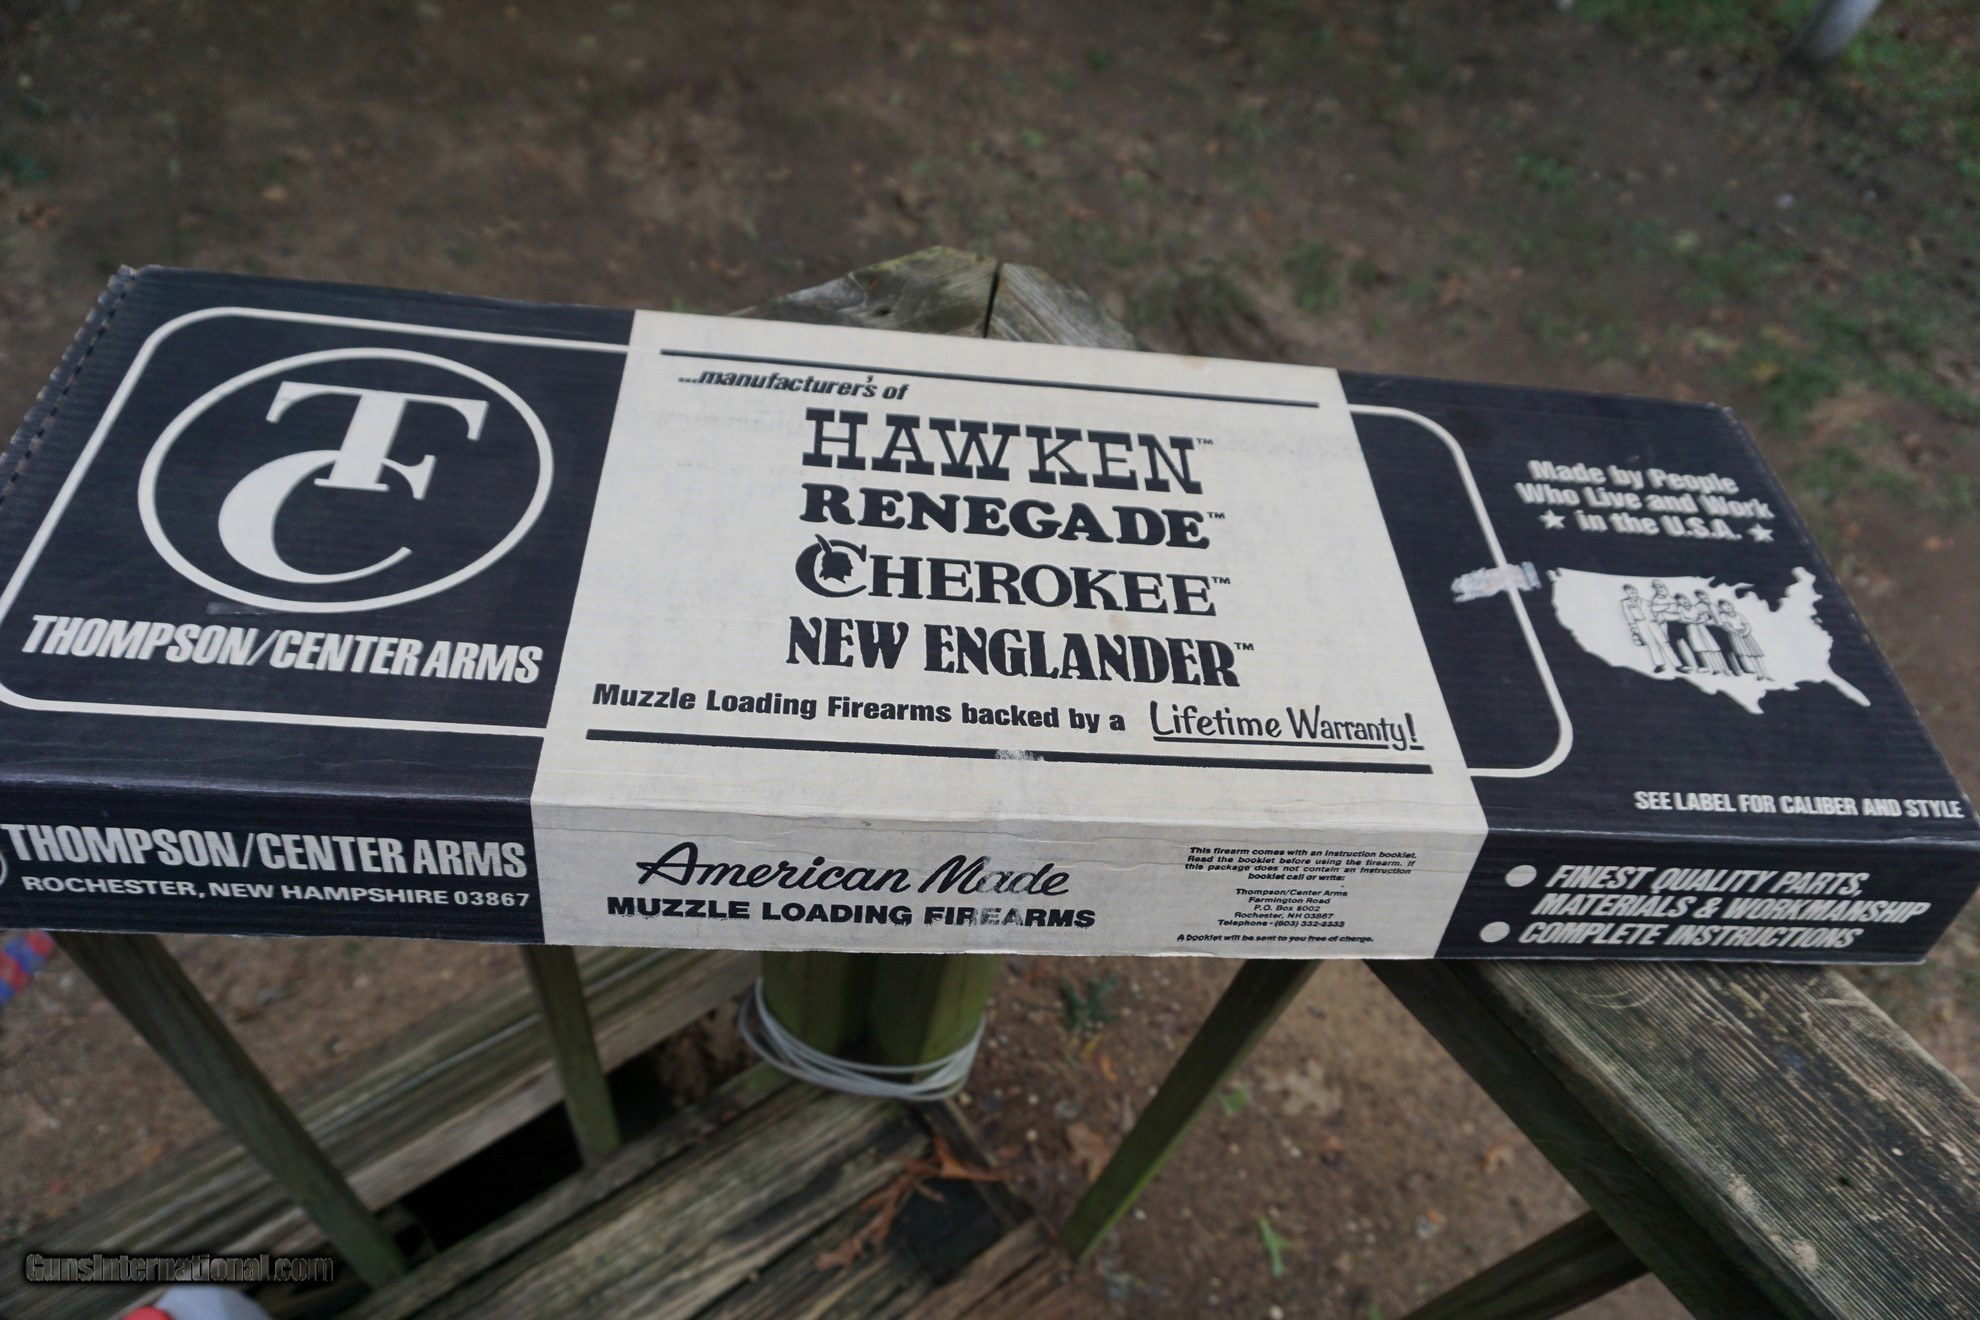 TC
THOMPSON/CENTER ARMS
...manufacturer's of
HAWKEN™
RENEGADE™
CHEROKEE™
NEW ENGLANDER™
Muzzle Loading Firearms backed by a Lifetime Warranty!
Made by People
Who Live and Work
★ in the U.S.A. ★
SEE LABEL FOR CALIBER AND STYLE
THOMPSON/CENTER ARMS
ROCHESTER, NEW HAMPSHIRE 03867
American Made
MUZZLE LOADING FIREARMS
This firearm comes with an instruction booklet.
Read the booklet before using the firearm. If
this package does not contain an instruction
booklet call or write:
Thompson/Center Arms
Farmington Road
P.O. Box 5002
Rochester, NH 03867
Telephone - (603) 332-2333
A booklet will be sent to you free of charge.
● FINEST QUALITY PARTS,
MATERIALS & WORKMANSHIP
● COMPLETE INSTRUCTIONS
GunsInternational.com